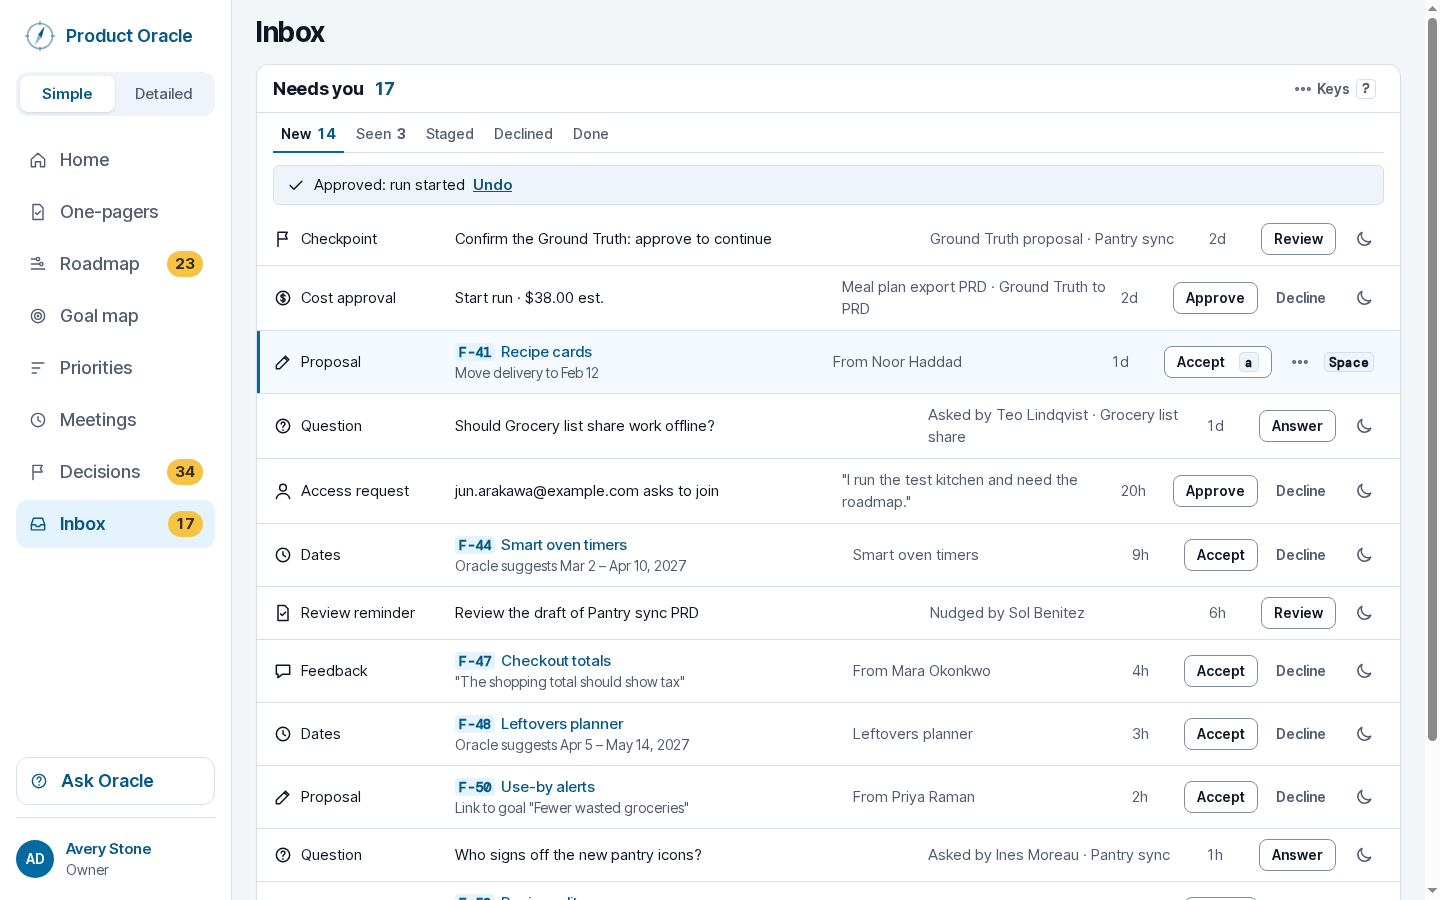 Product Oracle
Simple Detailed
Home
One-pagers
Roadmap 23
Goal map
Priorities
Meetings
Decisions 34
Inbox 17
Ask Oracle
AD Avery Stone
Owner
Inbox
Needs you 17
Keys ?
New 14 Seen 3 Staged Declined Done
Approved: run started Undo
Checkpoint Confirm the Ground Truth: approve to continue Ground Truth proposal · Pantry sync 2d Review
Cost approval Start run · $38.00 est. Meal plan export PRD · Ground Truth to
PRD 2d Approve Decline
Proposal F-41 Recipe cards
Move delivery to Feb 12 From Noor Haddad 1d Accept a Space
Question Should Grocery list share work offline? Asked by Teo Lindqvist · Grocery list
share 1d Answer
Access request jun.arakawa@example.com asks to join "I run the test kitchen and need the
roadmap." 20h Approve Decline
Dates F-44 Smart oven timers
Oracle suggests Mar 2 – Apr 10, 2027 Smart oven timers 9h Accept Decline
Review reminder Review the draft of Pantry sync PRD Nudged by Sol Benitez 6h Review
Feedback F-47 Checkout totals
"The shopping total should show tax" From Mara Okonkwo 4h Accept Decline
Dates F-48 Leftovers planner
Oracle suggests Apr 5 – May 14, 2027 Leftovers planner 3h Accept Decline
Proposal F-50 Use-by alerts
Link to goal "Fewer wasted groceries" From Priya Raman 2h Accept Decline
Question Who signs off the new pantry icons? Asked by Ines Moreau · Pantry sync 1h Answer